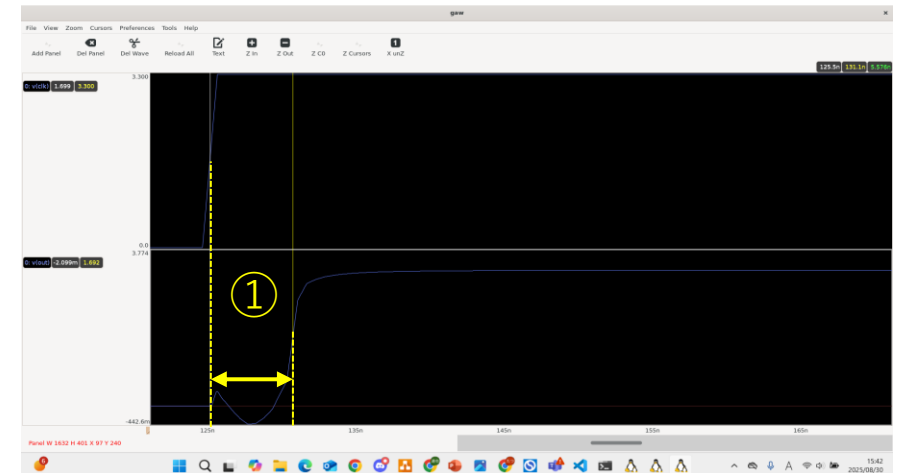 gaw
×
File View Zoom Cursors Preferences Tools Help
Add Panel Del Panel Del Wave Reload All Text Z In Z Out Z C0 Z Cursors X unZ
125.5n 131.1n 5.576n
3.300
0: v(clk) 1.699 3.300
0.0
3.774
0: v(out) -2.099m 1.692
①
-442.6m
125n 135n 145n 155n 165n
Panel W 1632 H 401 X 97 Y 240
A 15:42
2025/08/30